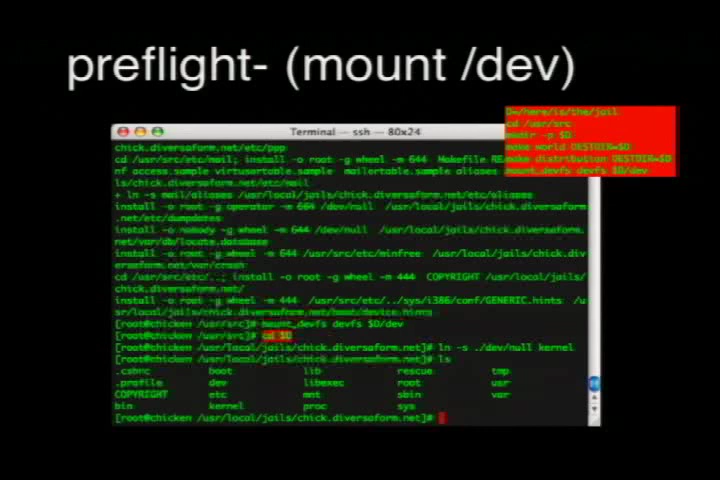 preflight- (mount /dev)
Terminal — ssh — 80x24
D=/here/is/the/jail
cd /usr/src
mkdir -p $D
make world DESTDIR=$D
make distribution DESTDIR=$D
mount_devfs devfs $D/dev
chick.diversaform.net/etc/ppp
cd /usr/src/etc/mail; install -o root -g wheel -m 644  Makefile REA
nf access.sample virtusertable.sample  mailertable.sample aliases
ls/chick.diversaform.net/etc/mail
+ ln -s mail/aliases /usr/local/jails/chick.diversaform.net/etc/aliases
install -o root -g operator -m 664 /dev/null  /usr/local/jails/chick.diversaform
.net/etc/dumpdates
install -o nobody -g wheel -m 644 /dev/null  /usr/local/jails/chick.diversaform.
net/var/db/locate.database
install -o root -g wheel -m 644 /usr/src/etc/minfree  /usr/local/jails/chick.div
ersaform.net/var/crash
cd /usr/src/etc/..; install -o root -g wheel -m 444  COPYRIGHT /usr/local/jails/
chick.diversaform.net/
install -o root -g wheel -m 444  /usr/src/etc/../sys/i386/conf/GENERIC.hints  /u
sr/local/jails/chick.diversaform.net/boot/device.hints
[root@chicken /usr/src]# mount_devfs devfs $D/dev
[root@chicken /usr/src]# cd $D
[root@chicken /usr/local/jails/chick.diversaform.net]# ln -s ./dev/null kernel
[root@chicken /usr/local/jails/chick.diversaform.net]# ls
.cshrc boot lib rescue tmp
.profile dev libexec root usr
COPYRIGHT etc mnt sbin var
bin kernel proc sys
[root@chicken /usr/local/jails/chick.diversaform.net]#